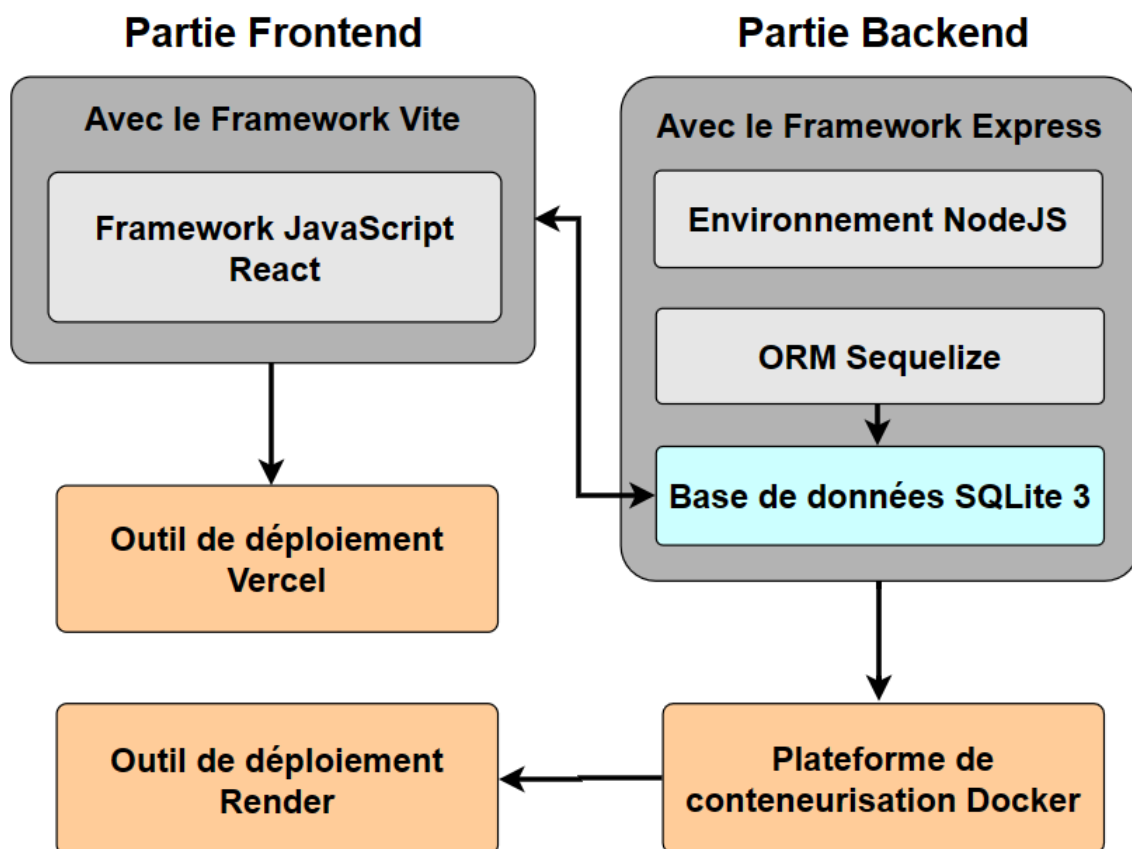 Partie Frontend
Partie Backend
Avec le Framework Vite
Framework JavaScript
React
Avec le Framework Express
Environnement NodeJS
ORM Sequelize
Base de données SQLite 3
Outil de déploiement
Vercel
Outil de déploiement
Render
Plateforme de
conteneurisation Docker